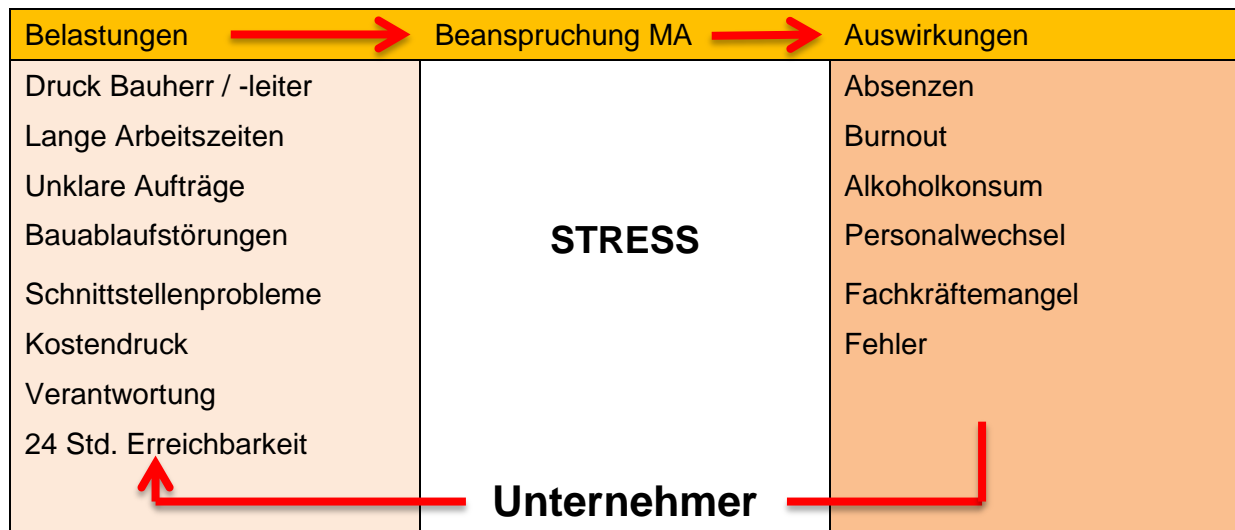 Belastungen
Beanspruchung MA
Auswirkungen
Druck Bauherr / -leiter
Lange Arbeitszeiten
Unklare Aufträge
Bauablaufstörungen
Schnittstellenprobleme
Kostendruck
Verantwortung
24 Std. Erreichbarkeit
STRESS
Unternehmer
Absenzen
Burnout
Alkoholkonsum
Personalwechsel
Fachkräftemangel
Fehler